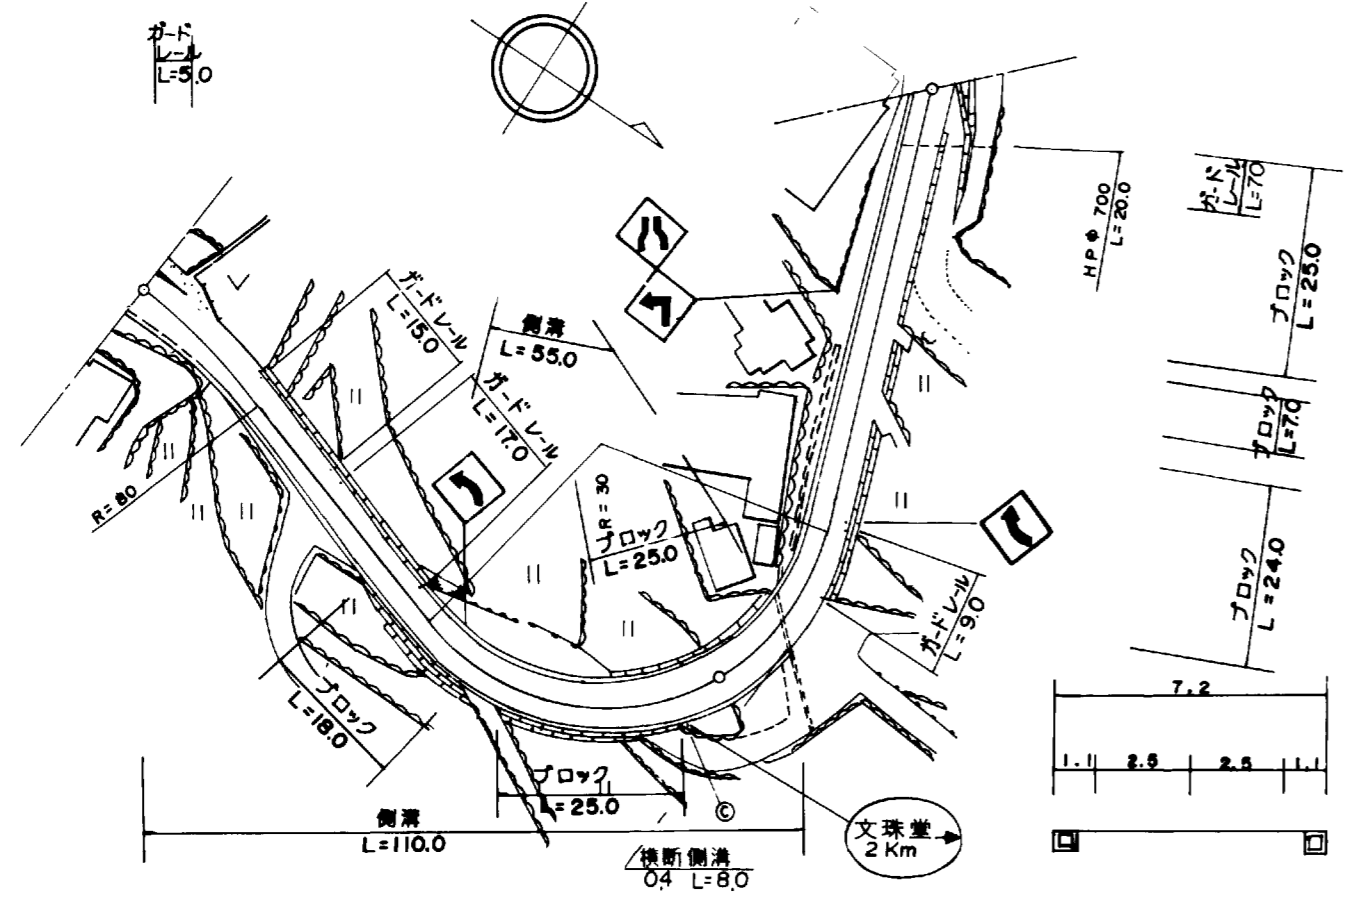 ガード
レール
L=5.0
HPΦ 700
L=20.0
ガード
レール
L=70
ブロック
L=25.0
ガードレール
L=15.0
側溝
L=55.0
ガードレール
L=17.0
ブロック
L=7.0
R=80
R=30
ブロック
L=25.0
ガードレール
L=9.0
ブロック
L=24.0
ブロック
L=18.0
7.2
1.1 2.5 2.5 1.1
ブロック
L=25.0
側溝
L=110.0
©
文珠堂
2Km
横断側溝
0.4 L=8.0